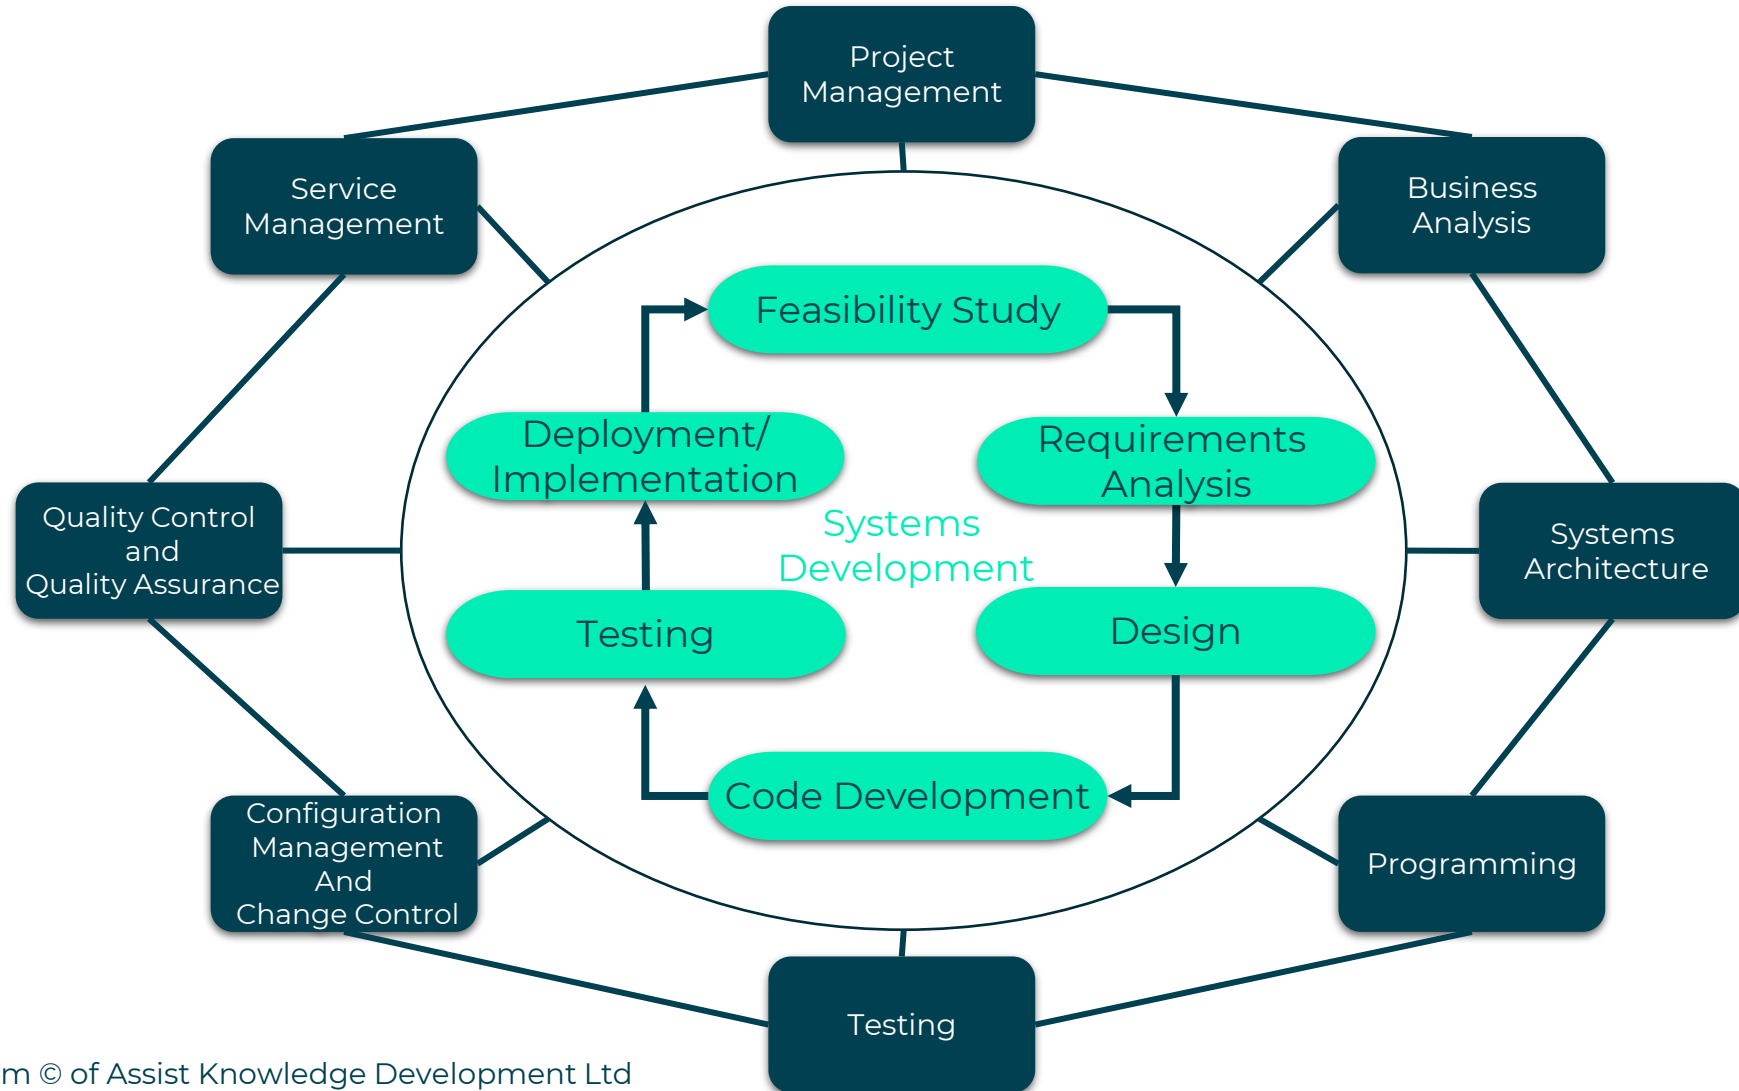 Project
Management
Service
Management
Business
Analysis
Feasibility Study
Deployment/
Implementation
Requirements
Analysis
Systems
Development
Quality Control
and
Quality Assurance
Systems
Architecture
Testing
Design
Code Development
Configuration
Management
And
Change Control
Programming
Testing
m © of Assist Knowledge Development Ltd